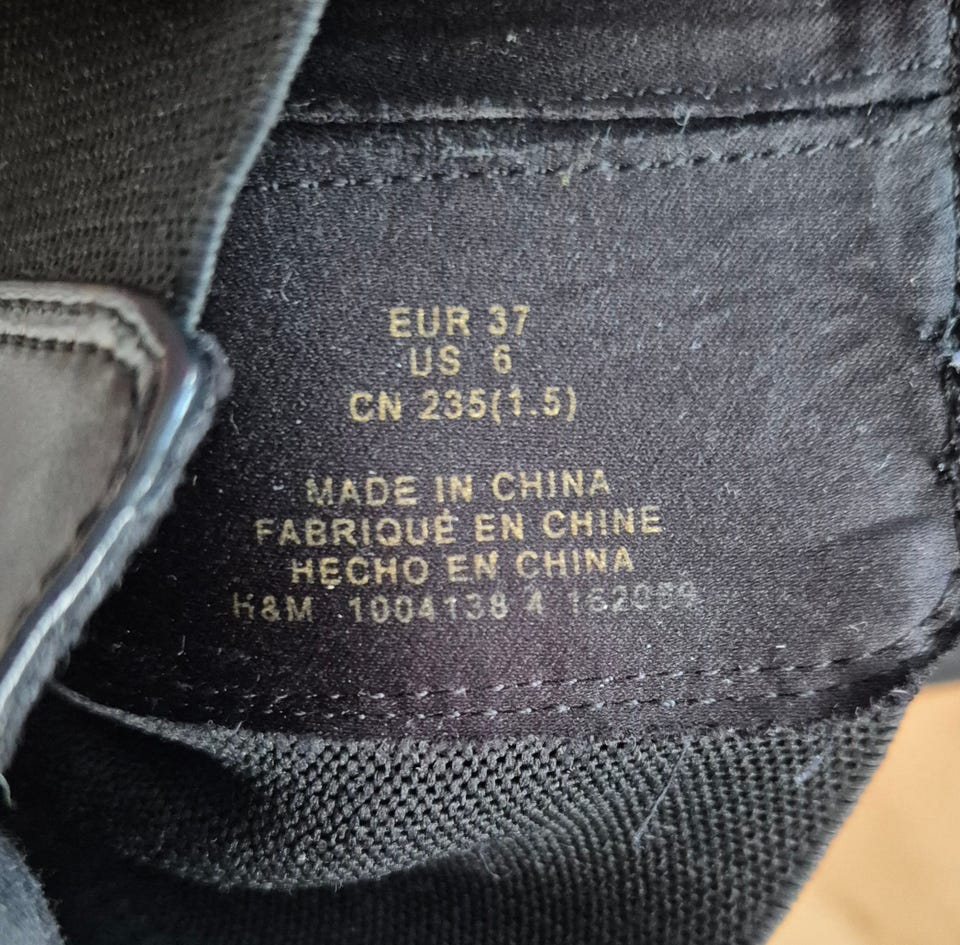 EUR 37
US 6
CN 235(1.5)
MADE IN CHINA
FABRIQUÉ EN CHINE
HECHO EN CHINA
H&M 1004138 4